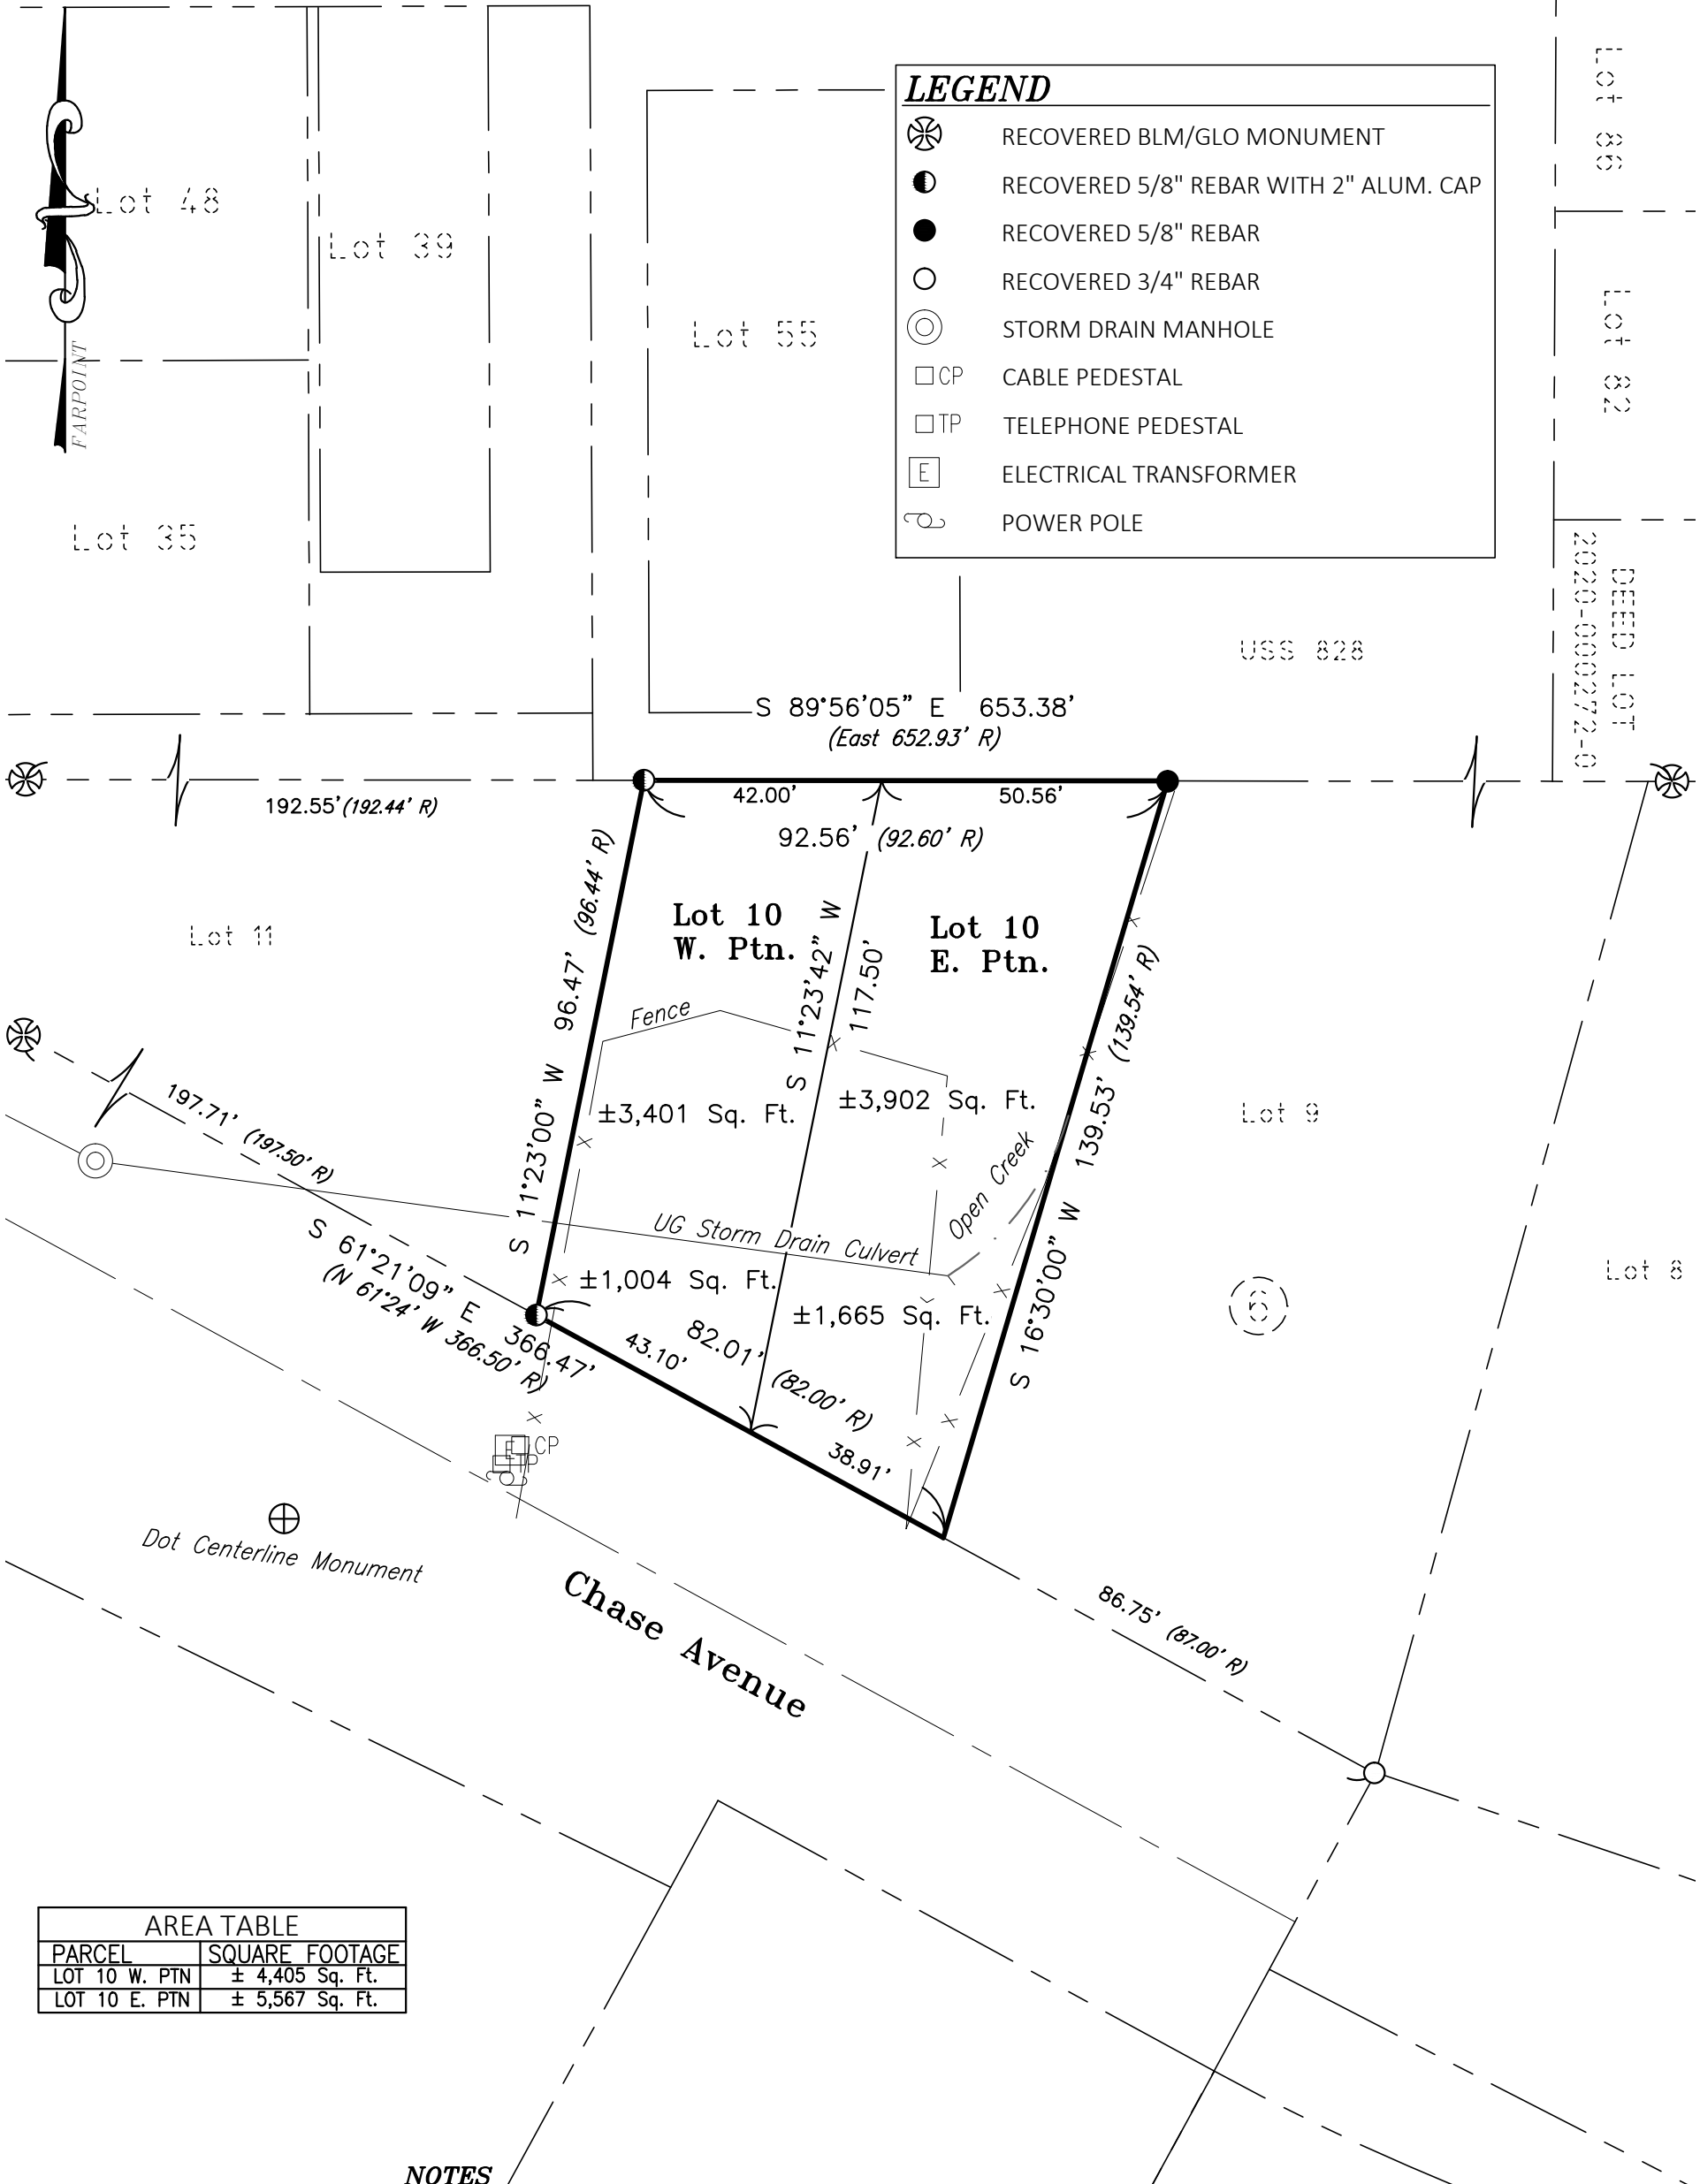 LEGEND
RECOVERED BLM/GLO MONUMENT
RECOVERED 5/8" REBAR WITH 2" ALUM. CAP
RECOVERED 5/8" REBAR
RECOVERED 3/4" REBAR
STORM DRAIN MANHOLE
CP CABLE PEDESTAL
TP TELEPHONE PEDESTAL
E ELECTRICAL TRANSFORMER
POWER POLE
FARPOINT
Lot 48
Lot 39
Lot 55
Lot 35
Lot 82
DEED LOT
2020-000272-0
USS 828
S 89°56'05" E 653.38'
(East 652.93' R)
192.55' (192.44' R)
42.00'
50.56'
92.56' (92.60' R)
Lot 11
Lot 10
W. Ptn.
Lot 10
E. Ptn.
S 11°23'00" W 96.47' (96.44' R)
S 11°23'42" W
117.50'
S 16°30'00" W 139.53' (139.54' R)
Fence
±3,401 Sq. Ft.
±3,902 Sq. Ft.
Lot 9
Open Creek
UG Storm Drain Culvert
197.71' (197.50' R)
S 61°21'09" E 366.47'
(N 61°24' W 366.50' R)
±1,004 Sq. Ft.
±1,665 Sq. Ft.
Lot 8
6
43.10'
82.01' (82.00' R)
38.91'
CP
E
TP
Dot Centerline Monument
Chase Avenue
86.75' (87.00' R)
AREA TABLE
PARCEL SQUARE FOOTAGE
LOT 10 W. PTN ± 4,405 Sq. Ft.
LOT 10 E. PTN ± 5,567 Sq. Ft.
NOTES